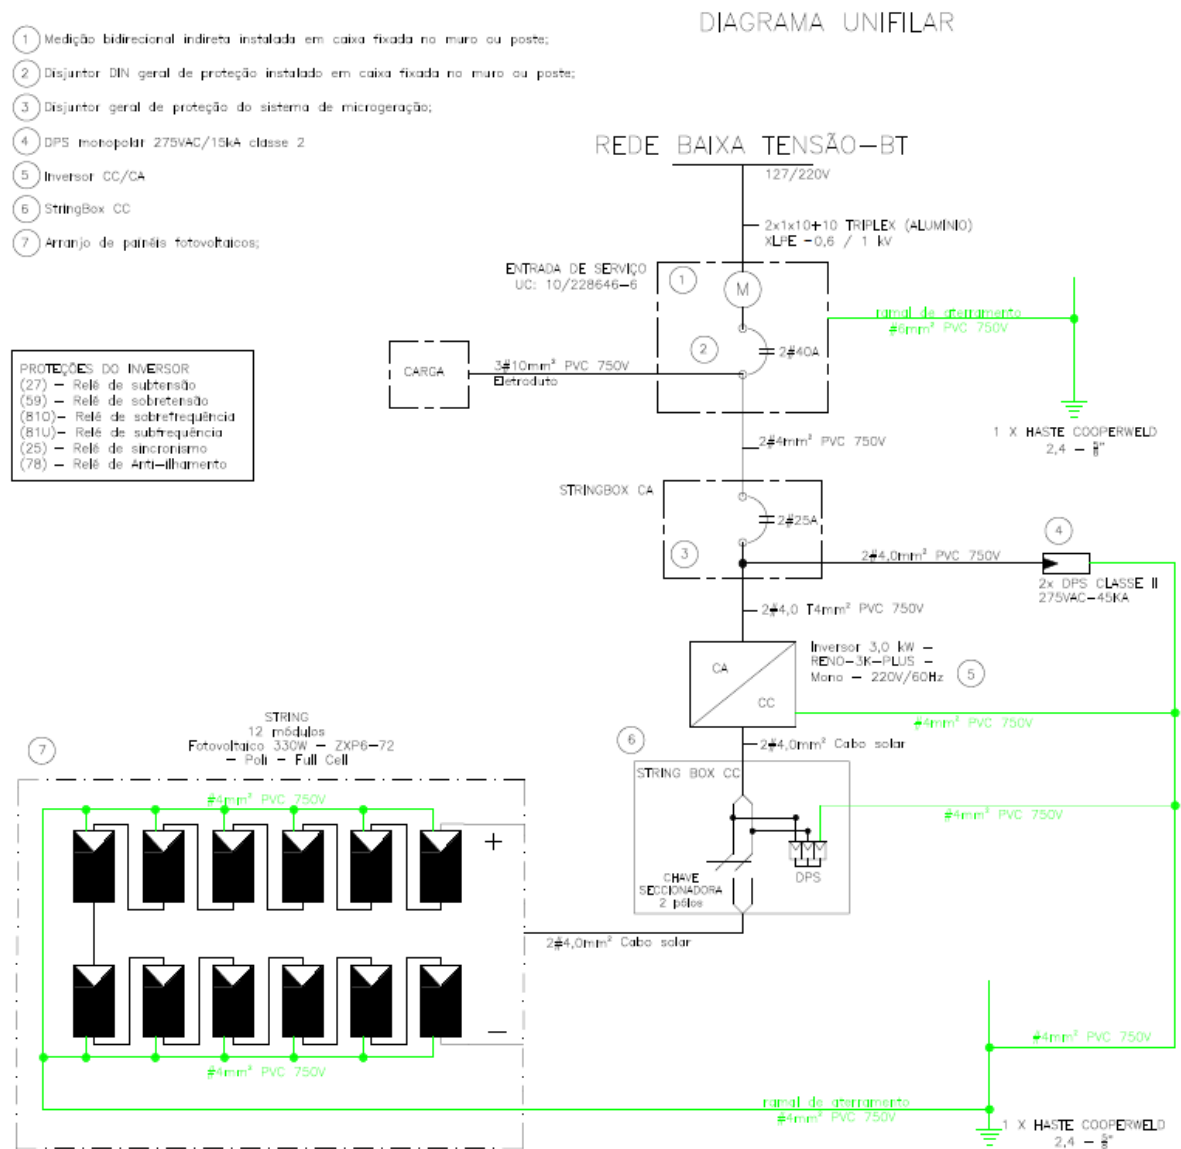 DIAGRAMA UNIFILAR
1 Medição bidirecional indireta instalada em caixa fixada no muro ou poste;
2 Disjuntor DIN geral de proteção instalado em caixa fixada no muro ou poste;
3 Disjuntor geral de proteção do sistema de microgeração;
4 DPS monopolar 275VAC/15kA classe 2
5 Inversor CC/CA
6 StringBox CC
7 Arranjo de painéis fotovoltaicos;
REDE BAIXA TENSÃO-BT
127/220V
2x1x10+10 TRIPLEX (ALUMÍNIO)
XLPE -0,6 / 1 kV
ENTRADA DE SERVIÇO
UC: 10/228646-6
1
M
ramal de aterramento
#6mm² PVC 750V
2
2#40A
CARGA
3#10mm² PVC 750V
Eletroduto
PROTEÇÕES DO INVERSOR
(27) - Relé de subtensão
(59) - Relé de sobretensão
(81O)- Relé de sobrefrequência
(81U)- Relé de subfrequência
(25) - Relé de sincronismo
(78) - Relé de Anti-ilhamento
1 X HASTE COOPERWELD
2,4 - ⅝"
2#4mm² PVC 750V
STRINGBOX CA
2#25A
3
4
2#4,0mm² PVC 750V
2x DPS CLASSE II
275VAC-45KA
2#4,0 T4mm² PVC 750V
CA
CC
Inversor 3,0 kW -
RENO-3K-PLUS -
Mono - 220V/60Hz
5
#4mm² PVC 750V
STRING
12 módulos
Fotovoltaico 330W - ZXP6-72
- Poli - Full Cell
7
6
2#4,0mm² Cabo solar
STRING BOX CC
#4mm² PVC 750V
#4mm² PVC 750V
+
DPS
CHAVE
SECCIONADORA
2 pólos
2#4,0mm² Cabo solar
-
#4mm² PVC 750V
#4mm² PVC 750V
ramal de aterramento
#4mm² PVC 750V
1 X HASTE COOPERWELD
2,4 - ⅝"